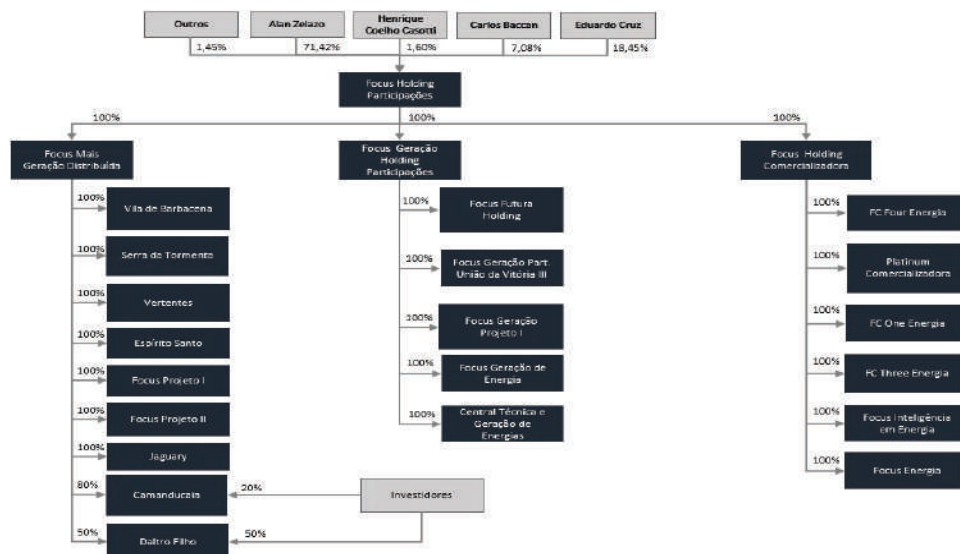 Outros
Alan Zelazo
Henrique
Coelho Casotti
Carlos Baccan
Eduardo Cruz
1,45%
71,42%
1,60%
7,08%
18,45%
Focus Holding
Participações
100%
100%
100%
Focus Mais
Geração Distribuída
Focus Geração
Holding
Participações
Focus Holding
Comercializadora
100%
Vila de Barbacena
100%
Serra da Tormenta
100%
Vertentes
100%
Espírito Santo
100%
Focus Projeto I
100%
Focus Projeto II
100%
Jaguary
80%
Camanducaia
20%
Investidores
50%
Daltro Filho
50%
100%
Focus Futura
Holding
100%
Focus Geração Part.
União da Vitória III
100%
Focus Geração
Projeto I
100%
Focus Geração de
Energia
100%
Central Técnica e
Geração de
Energias
100%
FC Four Energia
100%
Platinum
Comercializadora
100%
FC One Energia
100%
FC Three Energia
100%
Focus Inteligência
em Energia
100%
Focus Energia